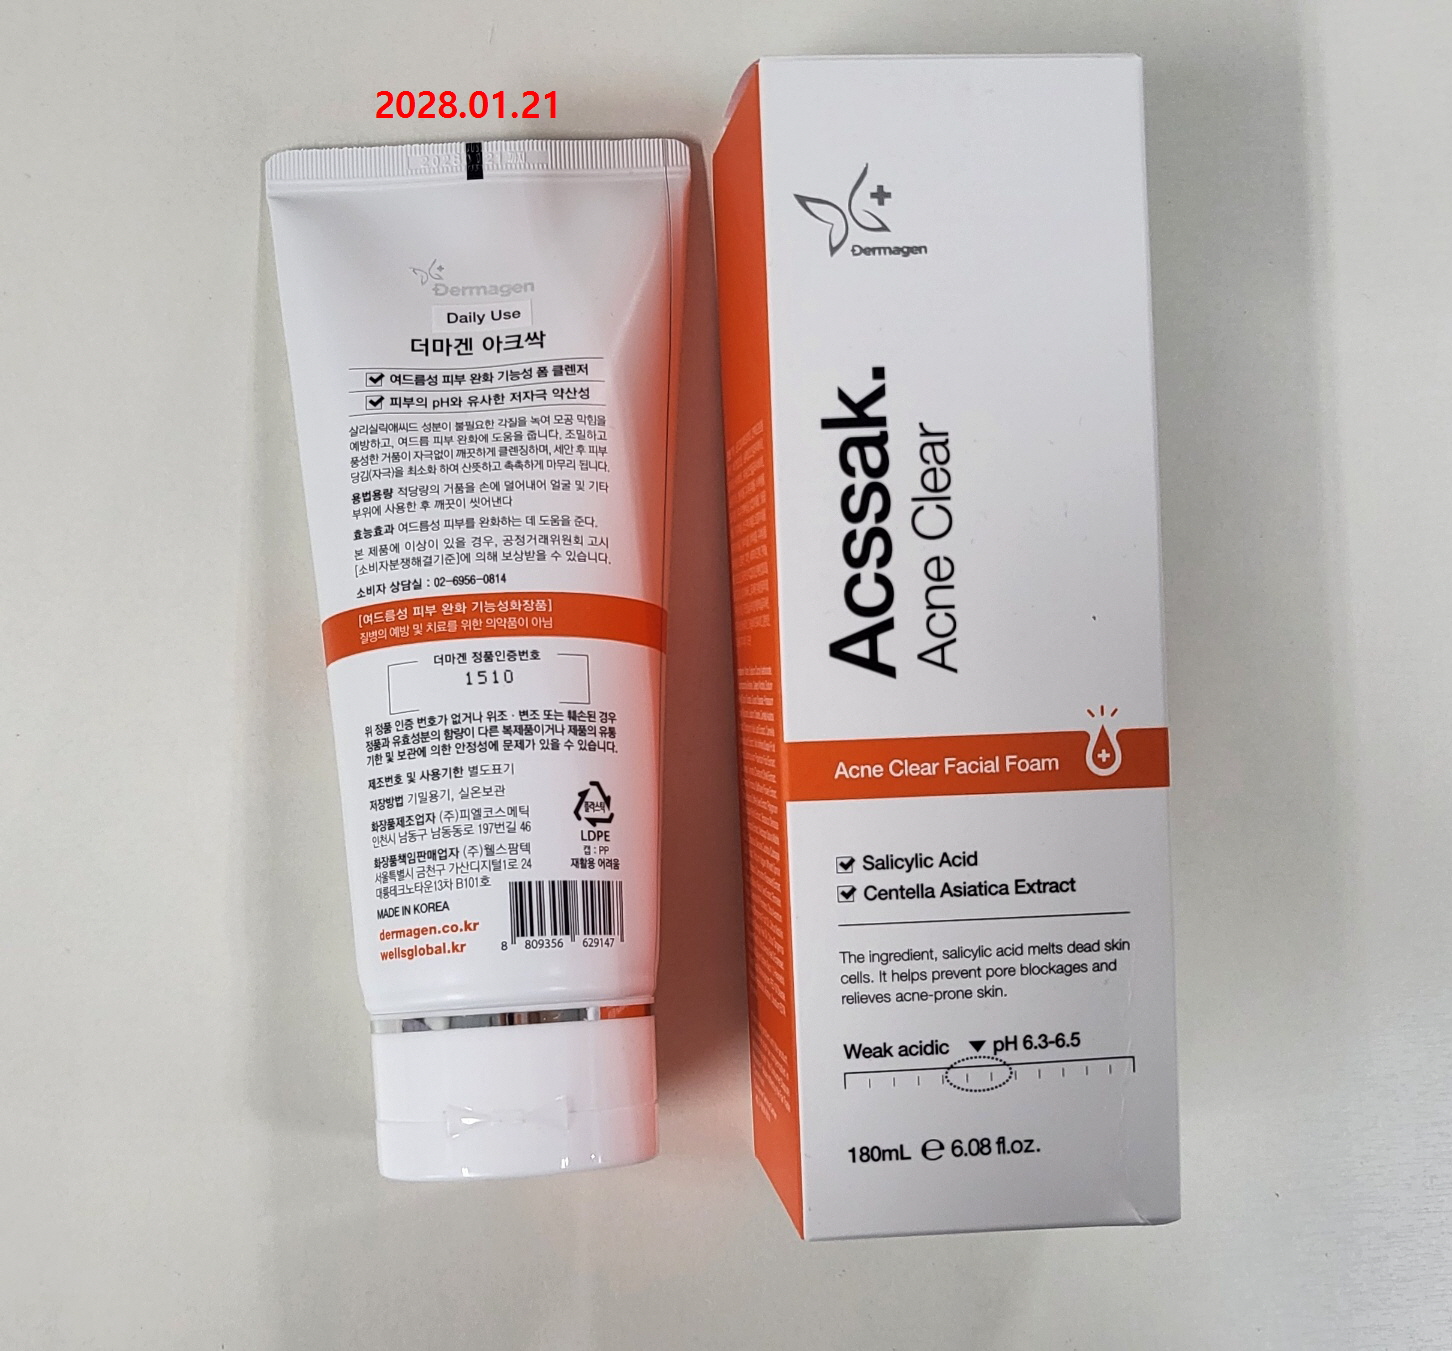 2028.01.21
Dermagen
Daily Use
더마겐 아크싹
여드름성 피부 완화 기능성 폼 클렌저
피부의 pH와 유사한 저자극 약산성
살리실릭애씨드 성분이 불필요한 각질을 녹여 모공 막힘을
예방하고, 여드름 피부 완화에 도움을 줍니다. 조밀하고
풍성한 거품이 자극없이 깨끗하게 클렌징하며, 세안 후 피부
당김(자극)을 최소화 하여 산뜻하고 촉촉하게 마무리 됩니다.
용법용량 적당량의 거품을 손에 덜어내어 얼굴 및 기타
부위에 사용한 후 깨끗이 씻어낸다
효능효과 여드름성 피부를 완화하는 데 도움을 준다.
본 제품에 이상이 있을 경우, 공정거래위원회 고시
[소비자분쟁해결기준]에 의해 보상받을 수 있습니다.
소비자 상담실 : 02-6956-0814
[여드름성 피부 완화 기능성화장품]
질병의 예방 및 치료를 위한 의약품이 아님
더마겐 정품인증번호
1510
위 정품 인증 번호가 없거나 위조 · 변조 또는 훼손된 경우
정품과 유효성분의 함량이 다른 복제품이거나 제품의 유통
기한 및 보관에 의한 안정성에 문제가 있을 수 있습니다.
제조번호 및 사용기한 별도표기
저장방법 기밀용기, 실온보관
화장품제조업자 (주)피엘코스메틱
인천시 남동구 남동동로 197번길 46
화장품책임판매업자 (주)웰스팜텍
서울특별시 금천구 가산디지털1로 24
대륭테크노타운13차 B101호
MADE IN KOREA
dermagen.co.kr
wellsglobal.kr
플라스틱
LDPE
캡 : PP
재활용 어려움
8 809356 629147
Dermagen
Acssak.
Acne Clear
Acne Clear Facial Foam
Salicylic Acid
Centella Asiatica Extract
The ingredient, salicylic acid melts dead skin
cells. It helps prevent pore blockages and
relieves acne-prone skin.
Weak acidic ▼ pH 6.3-6.5
180mL ℮ 6.08 fl.oz.